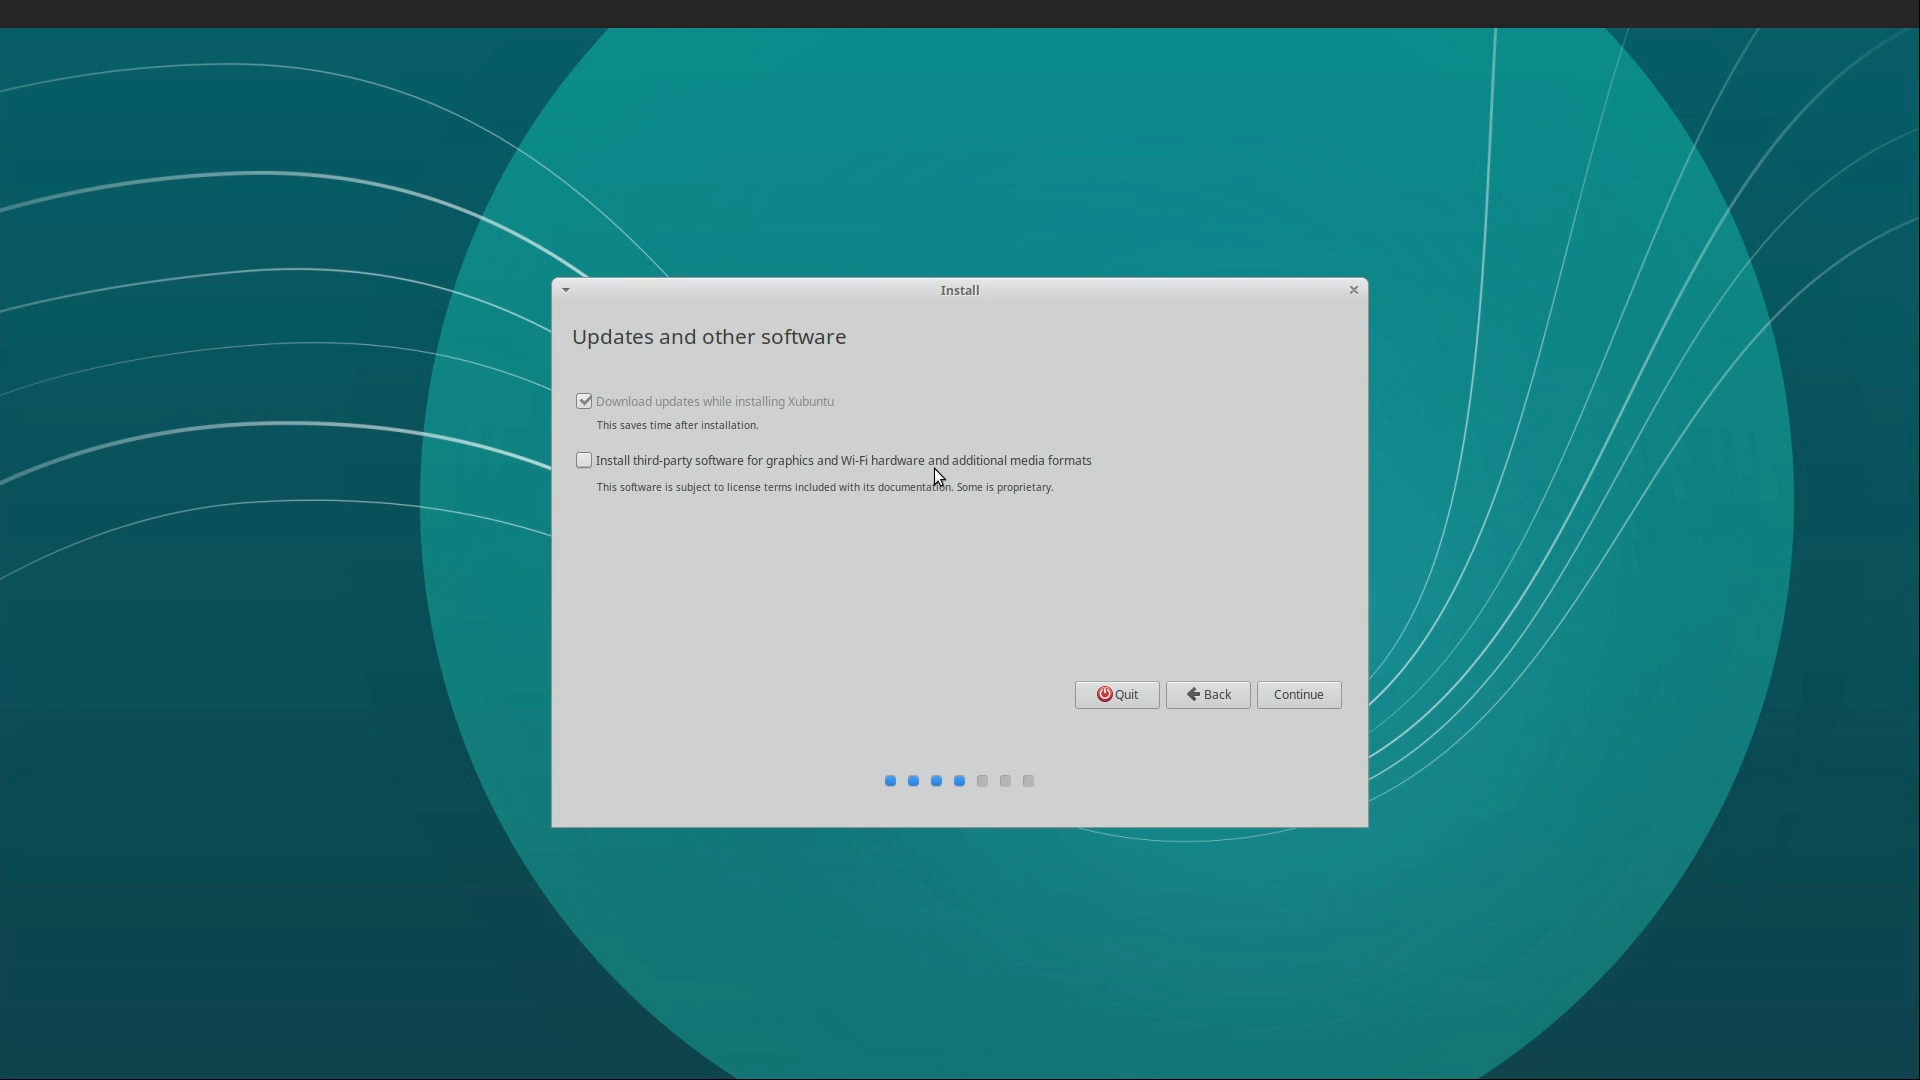 Install
Updates and other software
Download updates while installing Xubuntu
This saves time after installation.
Install third-party software for graphics and Wi-Fi hardware and additional media formats
This software is subject to license terms included with its documentation. Some is proprietary.
Quit Back Continue